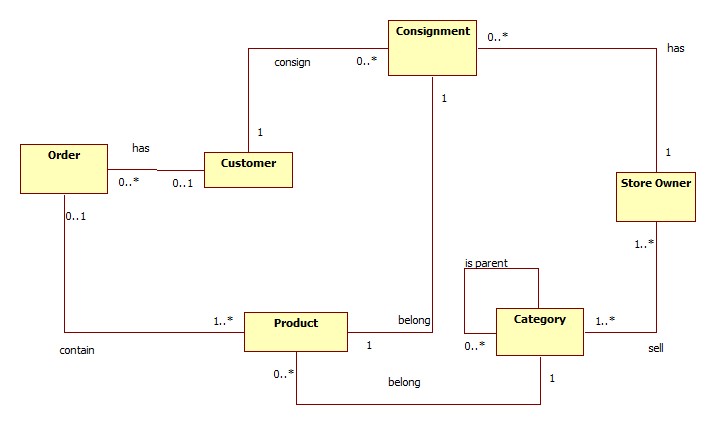 Consignment
0..*
has
consign
0..*
1
1
has
Order
Customer
1
Store Owner
0..*
0..1
0..1
1..*
is parent
1..*
Product
belong
Category
1..*
1
0..*
sell
contain
0..*
belong
1